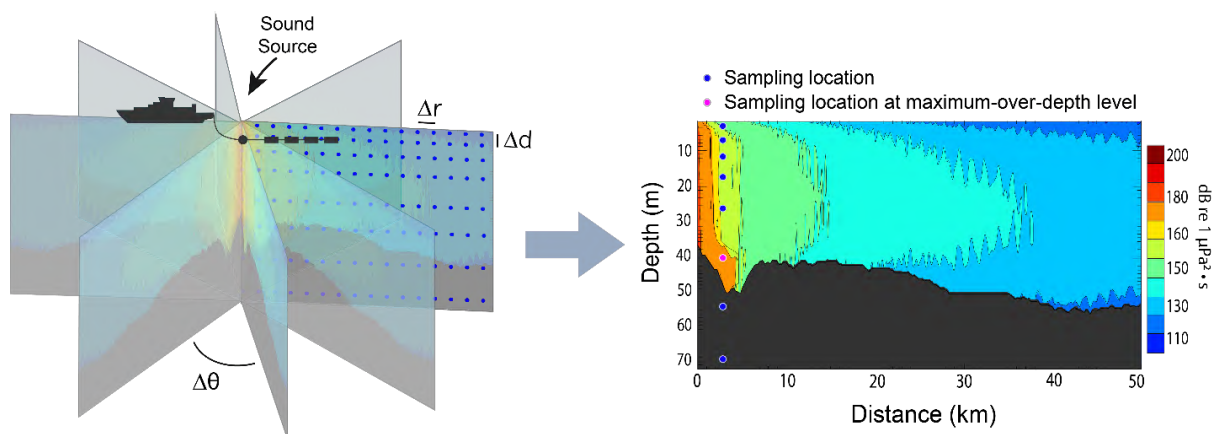 Sound
Source
Δr
Δd
Δθ
Sampling location
Sampling location at maximum-over-depth level
Depth (m)
10
20
30
40
50
60
70
0
10
20
30
40
50
Distance (km)
200
180
160
150
130
110
dB re 1 µPa²·s